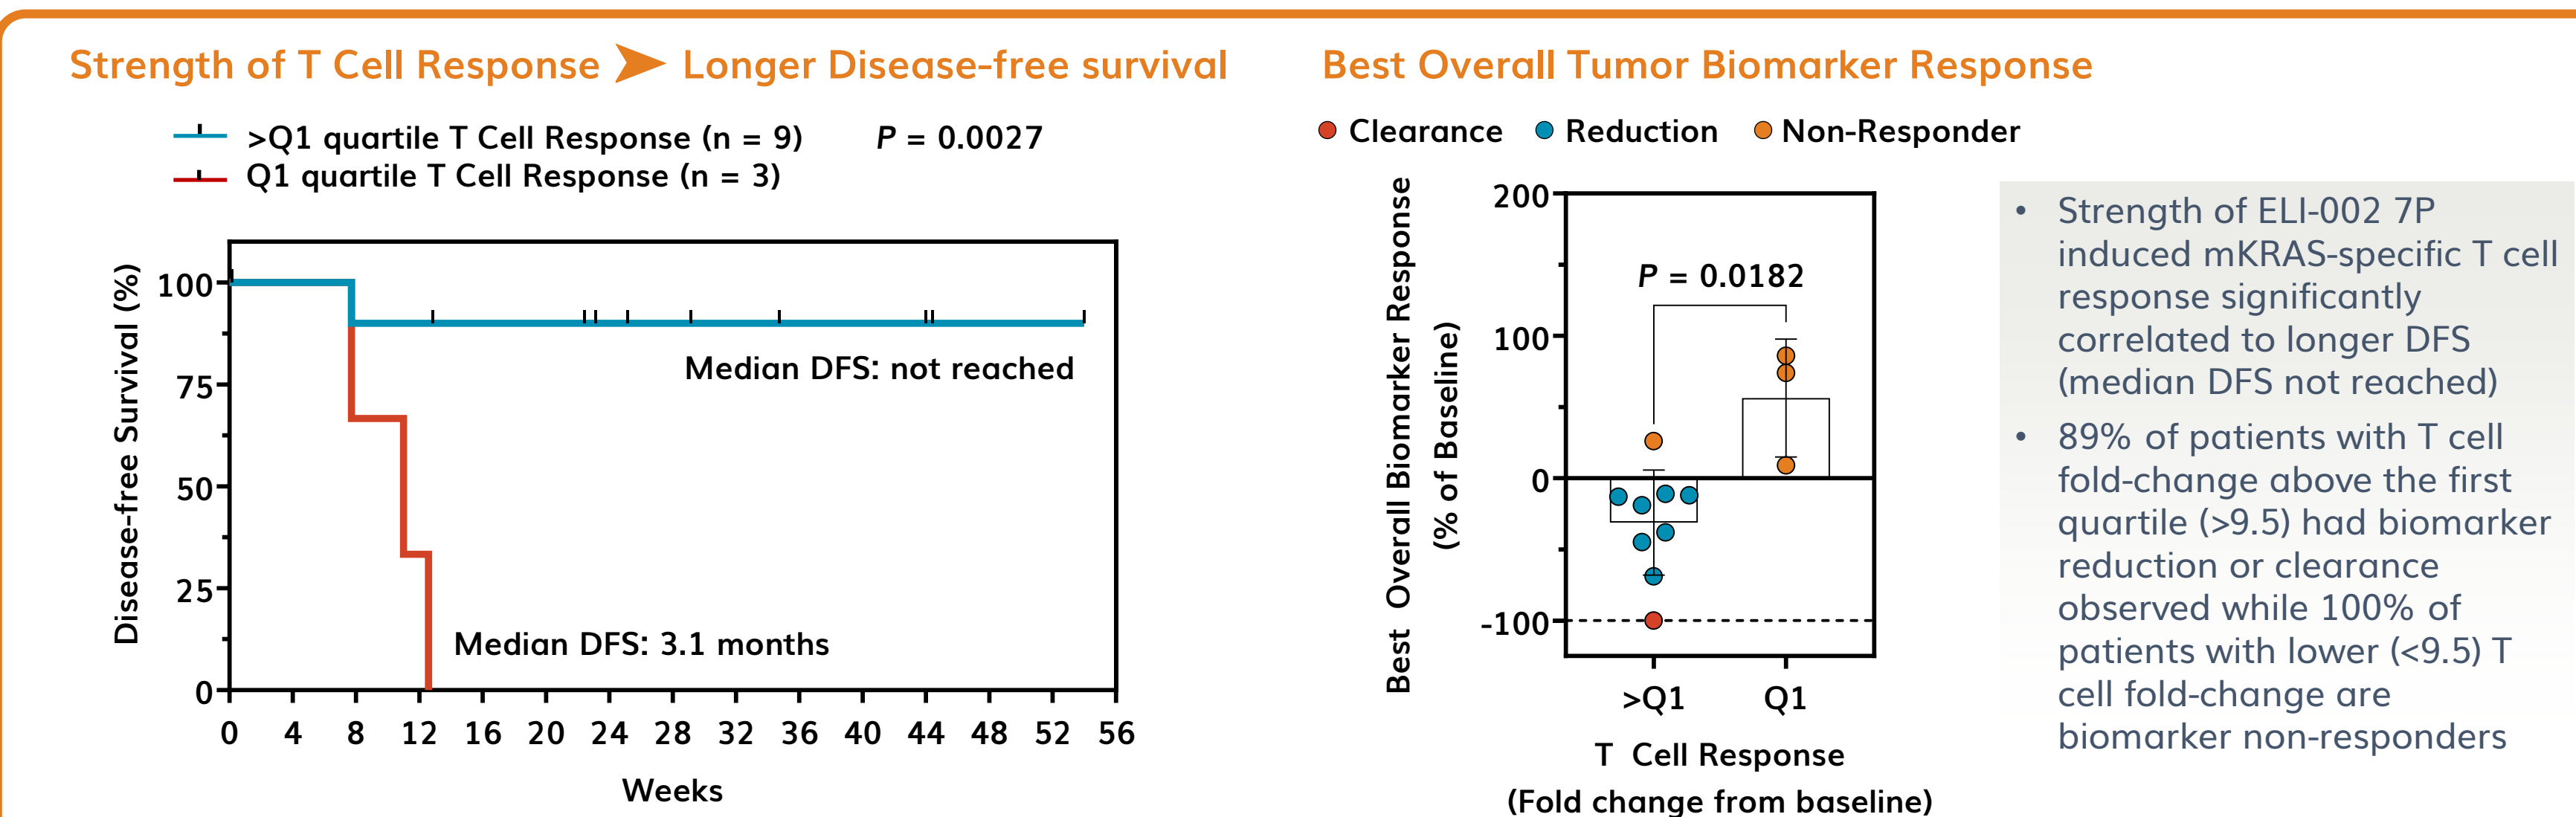 Strength of T Cell Response ➤ Longer Disease-free survival
>Q1 quartile T Cell Response (n = 9) P = 0.0027
Q1 quartile T Cell Response (n = 3)
Disease-free Survival (%)
100
75
50
25
0
Median DFS: not reached
Median DFS: 3.1 months
0 4 8 12 16 20 24 28 32 36 40 44 48 52 56
Weeks
Best Overall Tumor Biomarker Response
Clearance Reduction Non-Responder
Best Overall Biomarker Response
(% of Baseline)
200
100
0
-100
P = 0.0182
>Q1 Q1
T Cell Response
(Fold change from baseline)
• Strength of ELI-002 7P
induced mKRAS-specific T cell
response significantly
correlated to longer DFS
(median DFS not reached)
• 89% of patients with T cell
fold-change above the first
quartile (>9.5) had biomarker
reduction or clearance
observed while 100% of
patients with lower (<9.5) T
cell fold-change are
biomarker non-responders